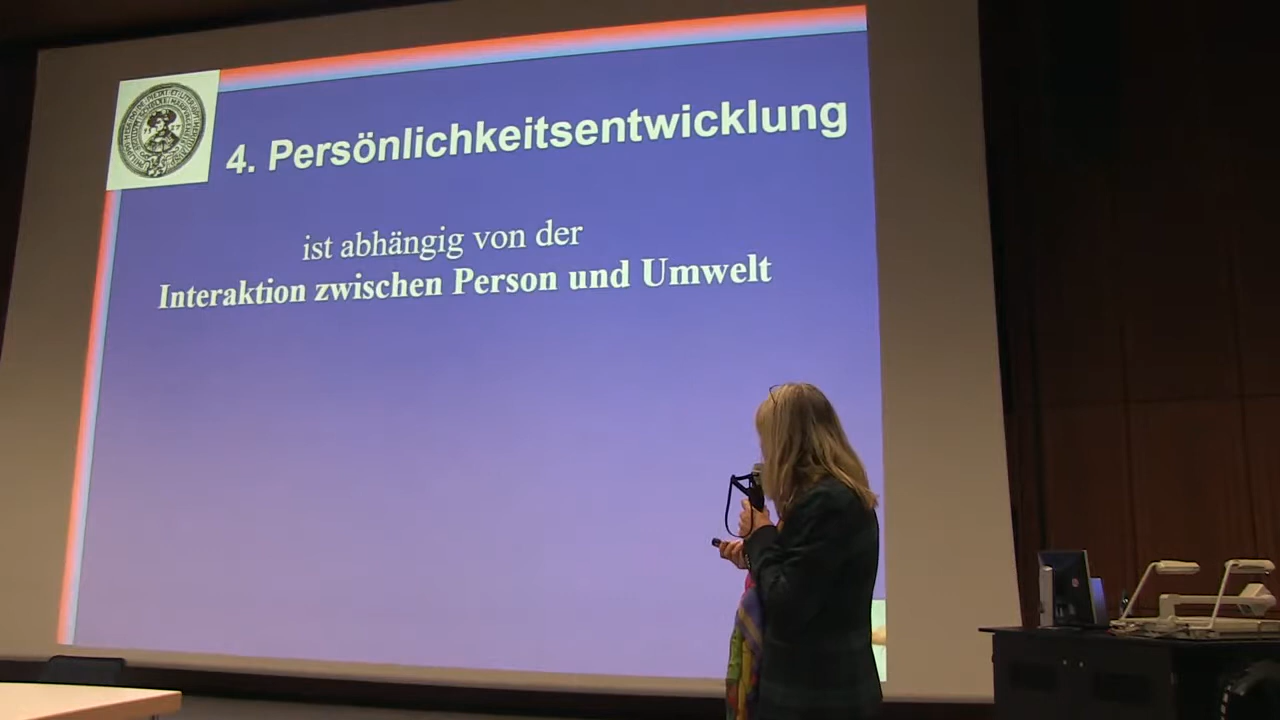 4. Persönlichkeitsentwicklung
ist abhängig von der
Interaktion zwischen Person und Umwelt